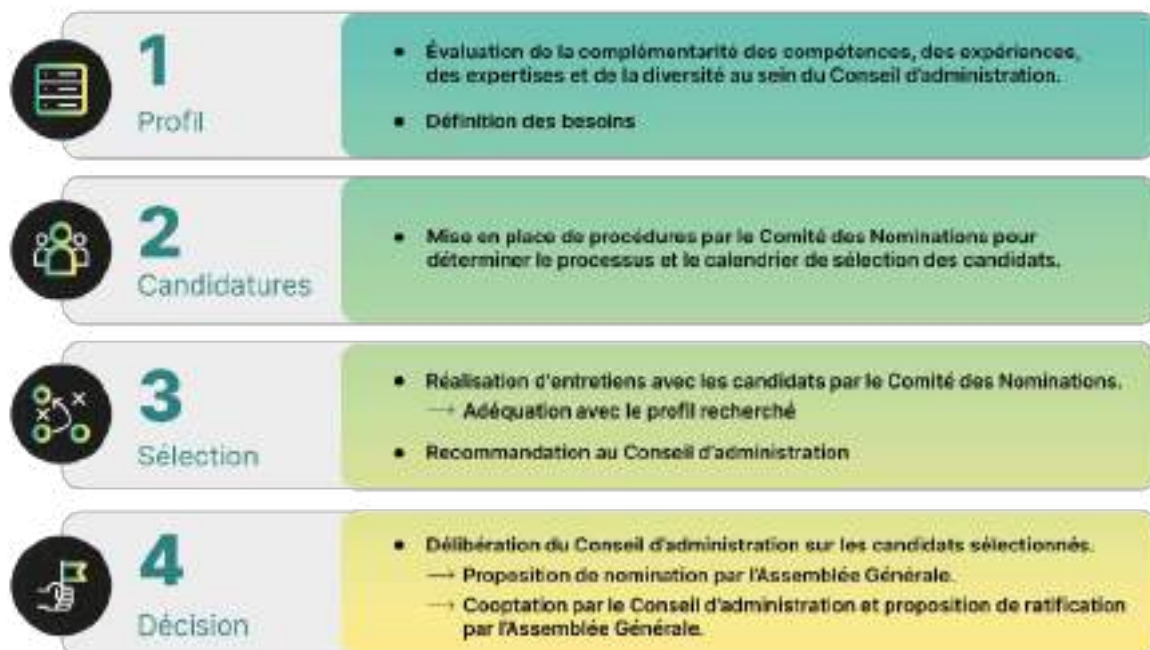 1
Profil
• Évaluation de la complémentarité des compétences, des expériences,
des expertises et de la diversité au sein du Conseil d'administration.
• Définition des besoins
2
Candidatures
• Mise en place de procédures par le Comité des Nominations pour
déterminer le processus et le calendrier de sélection des candidats.
3
Sélection
• Réalisation d'entretiens avec les candidats par le Comité des Nominations.
→ Adéquation avec le profil recherché
• Recommandation au Conseil d'administration
4
Décision
• Délibération du Conseil d'administration sur les candidats sélectionnés.
→ Proposition de nomination par l'Assemblée Générale.
→ Cooptation par le Conseil d'administration et proposition de ratification
par l'Assemblée Générale.